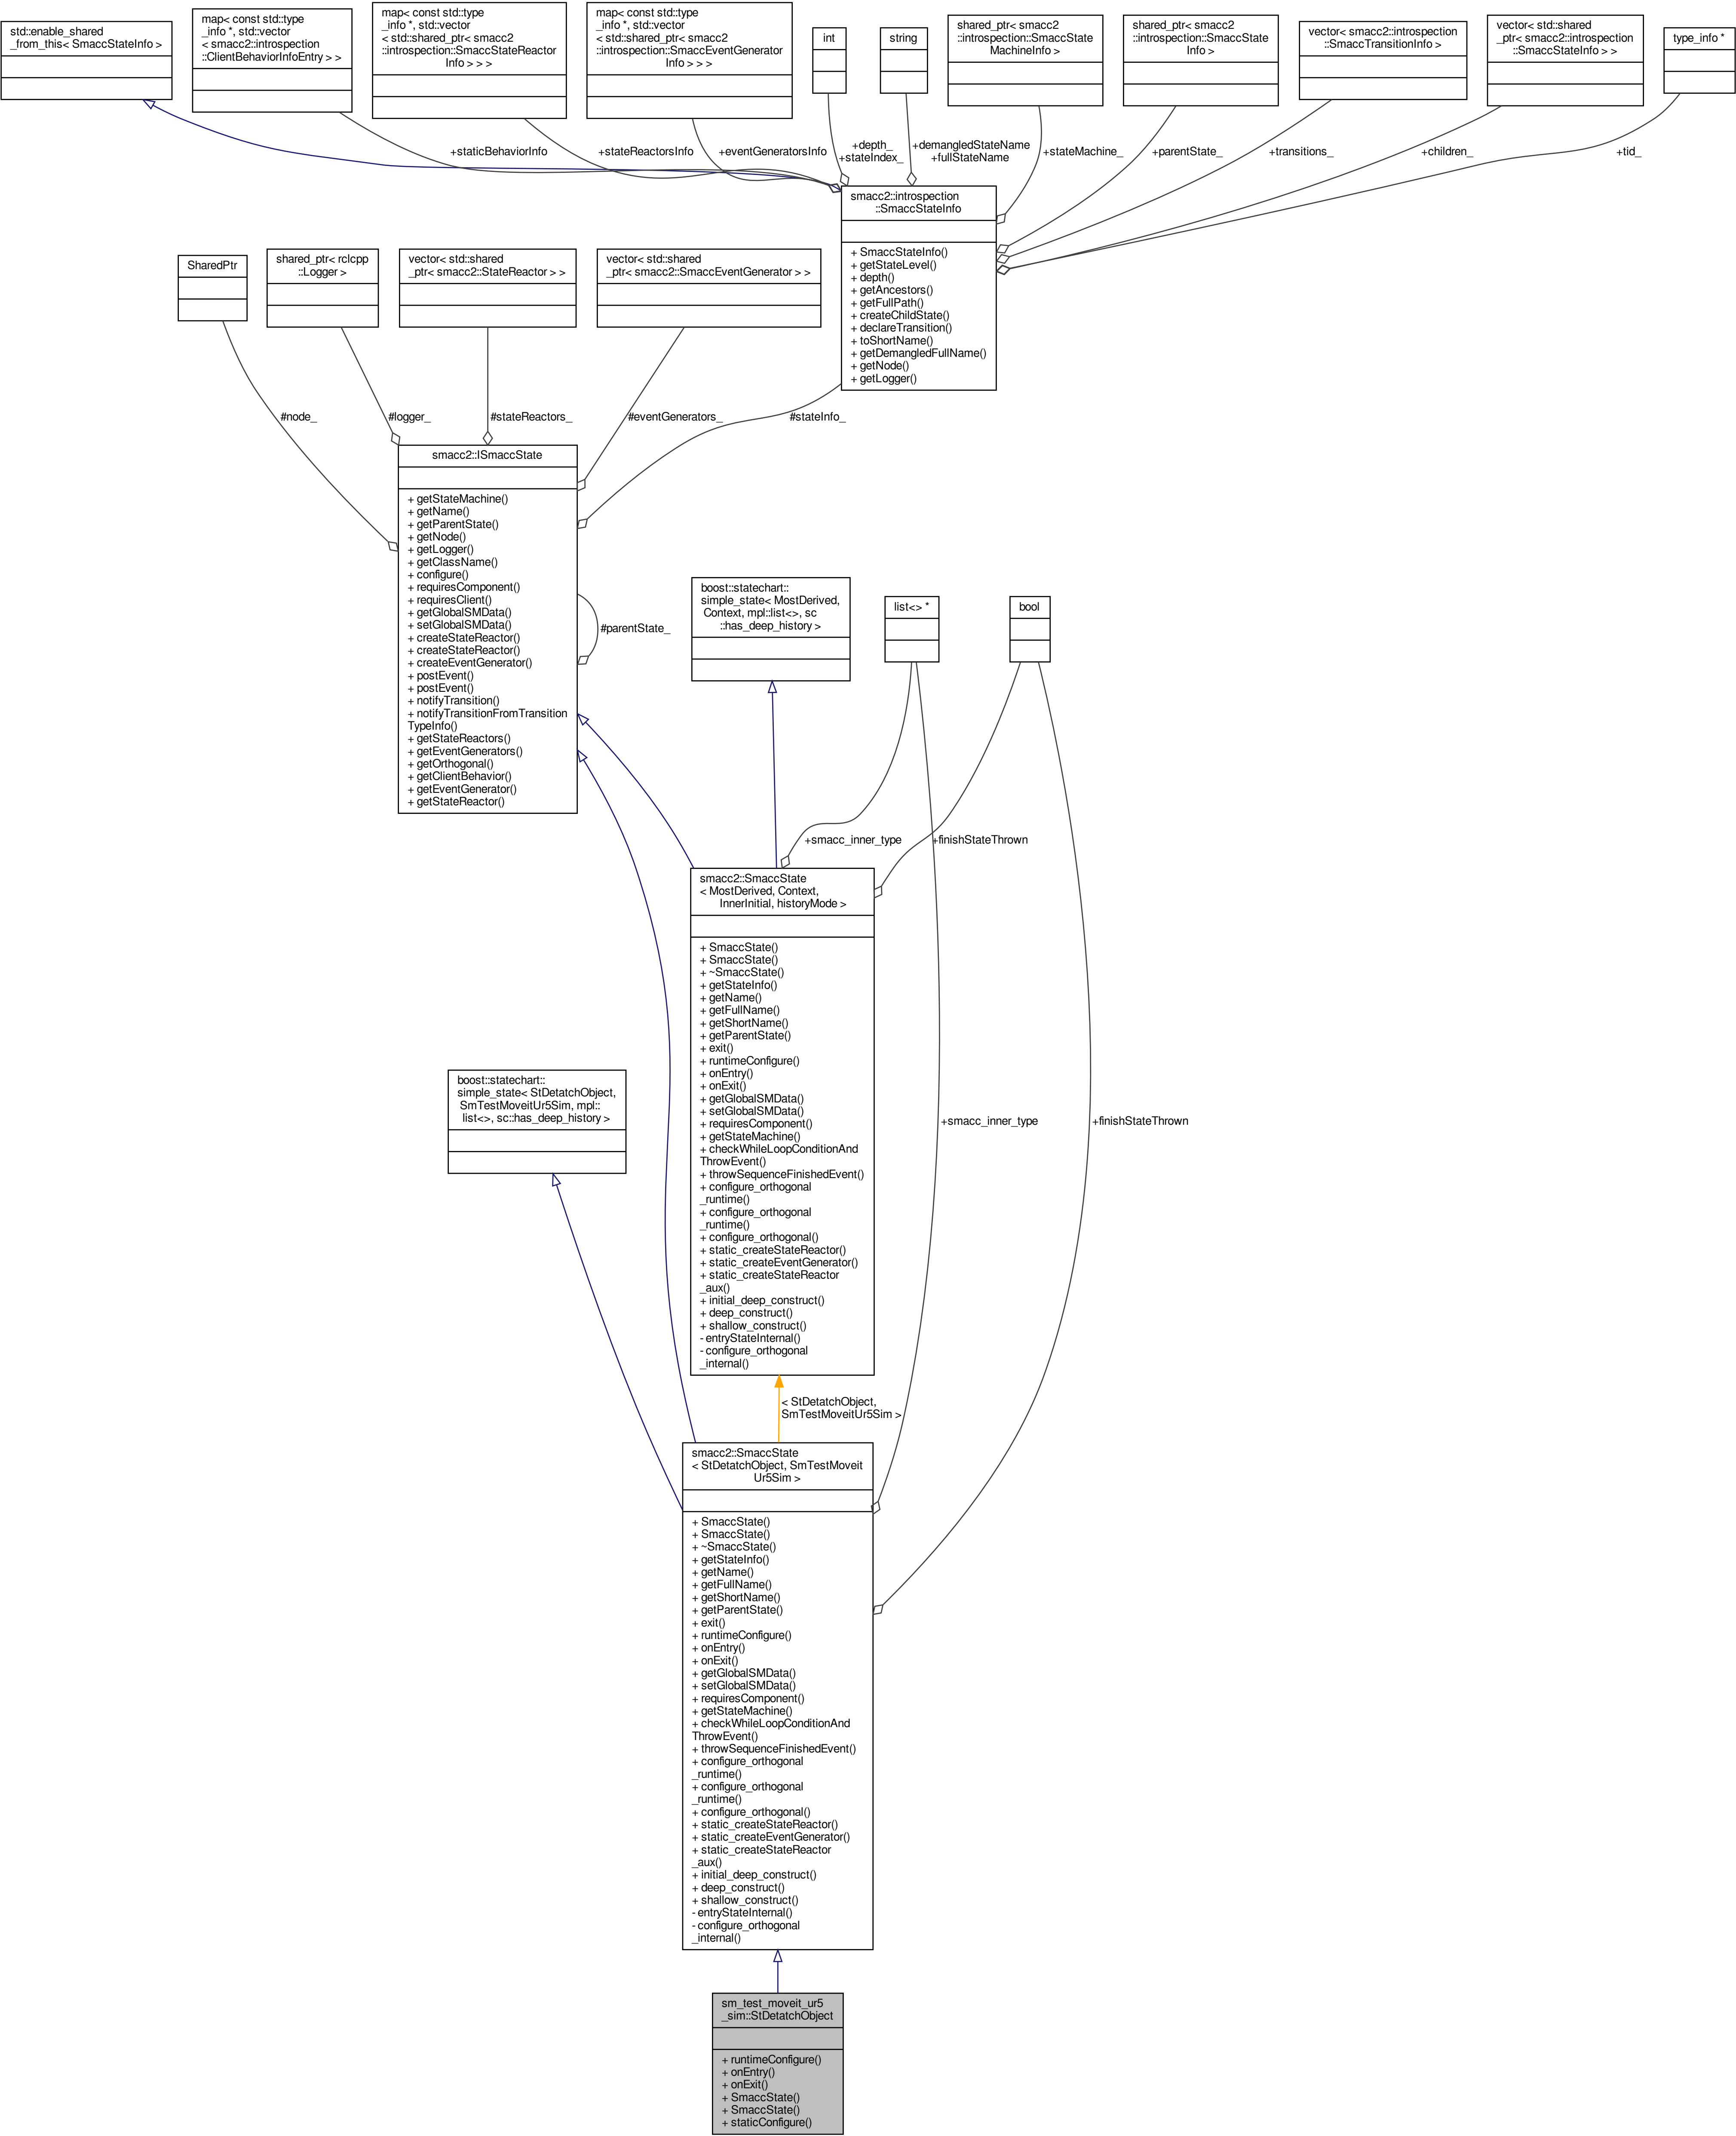 std::enable_shared
_from_this< SmaccStateInfo >
map< const std::type
_info *, std::vector
< smacc2::introspection
::ClientBehaviorInfoEntry > >
map< const std::type
_info *, std::vector
< std::shared_ptr< smacc2
::introspection::SmaccStateReactor
Info > > >
map< const std::type
_info *, std::vector
< std::shared_ptr< smacc2
::introspection::SmaccEventGenerator
Info > > >
int
string
shared_ptr< smacc2
::introspection::SmaccState
MachineInfo >
shared_ptr< smacc2
::introspection::SmaccState
Info >
vector< smacc2::introspection
::SmaccTransitionInfo >
vector< std::shared
_ptr< smacc2::introspection
::SmaccStateInfo > >
type_info *
+staticBehaviorInfo
+stateReactorsInfo
+eventGeneratorsInfo
+depth_
+stateIndex_
+demangledStateName
+fullStateName
+stateMachine_
+parentState_
+transitions_
+children_
+tid_
smacc2::introspection
::SmaccStateInfo
+ SmaccStateInfo()
+ getStateLevel()
+ depth()
+ getAncestors()
+ getFullPath()
+ createChildState()
+ declareTransition()
+ toShortName()
+ getDemangledFullName()
+ getNode()
+ getLogger()
SharedPtr
shared_ptr< rclcpp
::Logger >
vector< std::shared
_ptr< smacc2::StateReactor > >
vector< std::shared
_ptr< smacc2::SmaccEventGenerator > >
#node_
#logger_
#stateReactors_
#eventGenerators_
#stateInfo_
smacc2::ISmaccState
+ getStateMachine()
+ getName()
+ getParentState()
+ getNode()
+ getLogger()
+ getClassName()
+ configure()
+ requiresComponent()
+ requiresClient()
+ getGlobalSMData()
+ setGlobalSMData()
+ createStateReactor()
+ createStateReactor()
+ createEventGenerator()
+ postEvent()
+ postEvent()
+ notifyTransition()
+ notifyTransitionFromTransition
TypeInfo()
+ getStateReactors()
+ getEventGenerators()
+ getOrthogonal()
+ getClientBehavior()
+ getEventGenerator()
+ getStateReactor()
#parentState_
boost::statechart::
simple_state< MostDerived,
Context, mpl::list<>, sc
::has_deep_history >
list<> *
bool
+smacc_inner_type
+finishStateThrown
smacc2::SmaccState
< MostDerived, Context,
InnerInitial, historyMode >
+ SmaccState()
+ SmaccState()
+ ~SmaccState()
+ getStateInfo()
+ getName()
+ getFullName()
+ getShortName()
+ getParentState()
+ exit()
+ runtimeConfigure()
+ onEntry()
+ onExit()
+ getGlobalSMData()
+ setGlobalSMData()
+ requiresComponent()
+ getStateMachine()
+ checkWhileLoopConditionAnd
ThrowEvent()
+ throwSequenceFinishedEvent()
+ configure_orthogonal
_runtime()
+ configure_orthogonal
_runtime()
+ configure_orthogonal()
+ static_createStateReactor()
+ static_createEventGenerator()
+ static_createStateReactor
_aux()
+ initial_deep_construct()
+ deep_construct()
+ shallow_construct()
- entryStateInternal()
- configure_orthogonal
_internal()
boost::statechart::
simple_state< StDetatchObject,
SmTestMoveitUr5Sim, mpl::
list<>, sc::has_deep_history >
+smacc_inner_type
+finishStateThrown
< StDetatchObject,
SmTestMoveitUr5Sim >
smacc2::SmaccState
< StDetatchObject, SmTestMoveit
Ur5Sim >
+ SmaccState()
+ SmaccState()
+ ~SmaccState()
+ getStateInfo()
+ getName()
+ getFullName()
+ getShortName()
+ getParentState()
+ exit()
+ runtimeConfigure()
+ onEntry()
+ onExit()
+ getGlobalSMData()
+ setGlobalSMData()
+ requiresComponent()
+ getStateMachine()
+ checkWhileLoopConditionAnd
ThrowEvent()
+ throwSequenceFinishedEvent()
+ configure_orthogonal
_runtime()
+ configure_orthogonal
_runtime()
+ configure_orthogonal()
+ static_createStateReactor()
+ static_createEventGenerator()
+ static_createStateReactor
_aux()
+ initial_deep_construct()
+ deep_construct()
+ shallow_construct()
- entryStateInternal()
- configure_orthogonal
_internal()
sm_test_moveit_ur5
_sim::StDetatchObject
+ runtimeConfigure()
+ onEntry()
+ onExit()
+ SmaccState()
+ SmaccState()
+ staticConfigure()